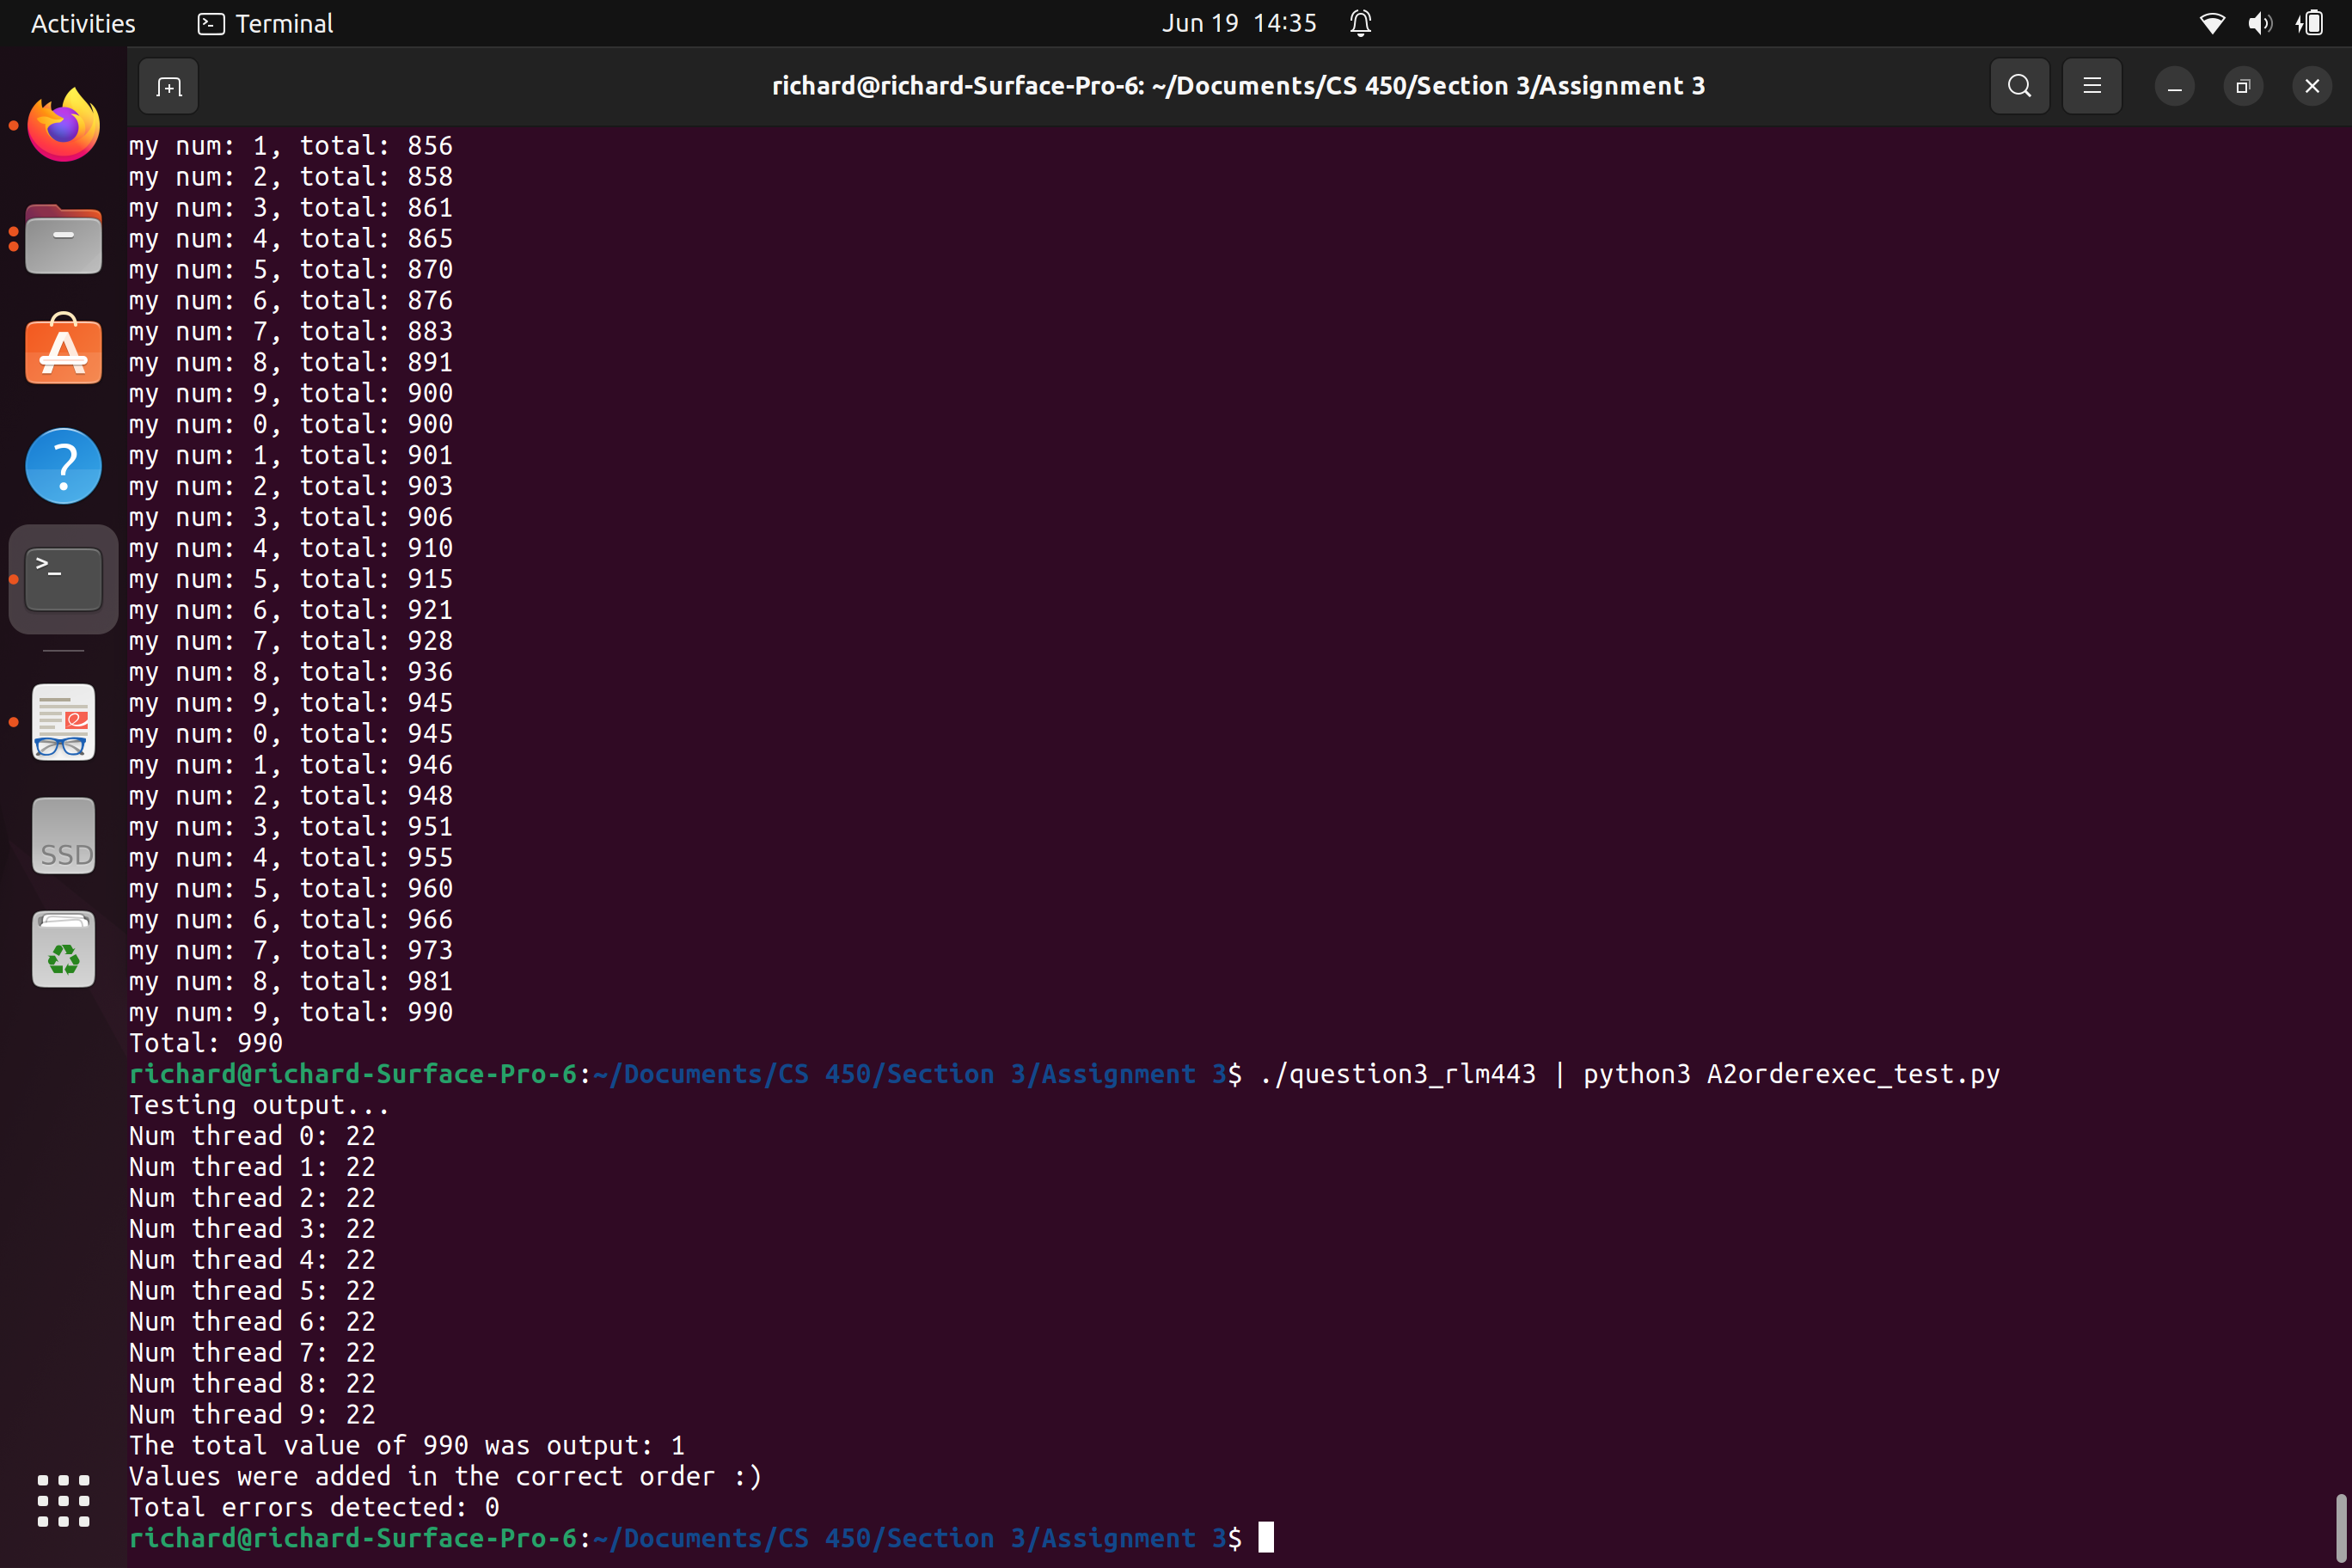 Activities Terminal Jun 19 14:35
richard@richard-Surface-Pro-6: ~/Documents/CS 450/Section 3/Assignment 3
my num: 1, total: 856
my num: 2, total: 858
my num: 3, total: 861
my num: 4, total: 865
my num: 5, total: 870
my num: 6, total: 876
my num: 7, total: 883
my num: 8, total: 891
my num: 9, total: 900
my num: 0, total: 900
my num: 1, total: 901
my num: 2, total: 903
my num: 3, total: 906
my num: 4, total: 910
my num: 5, total: 915
my num: 6, total: 921
my num: 7, total: 928
my num: 8, total: 936
my num: 9, total: 945
my num: 0, total: 945
my num: 1, total: 946
my num: 2, total: 948
my num: 3, total: 951
my num: 4, total: 955
my num: 5, total: 960
my num: 6, total: 966
my num: 7, total: 973
my num: 8, total: 981
my num: 9, total: 990
Total: 990
richard@richard-Surface-Pro-6:~/Documents/CS 450/Section 3/Assignment 3$ ./question3_rlm443 | python3 A2orderexec_test.py
Testing output...
Num thread 0: 22
Num thread 1: 22
Num thread 2: 22
Num thread 3: 22
Num thread 4: 22
Num thread 5: 22
Num thread 6: 22
Num thread 7: 22
Num thread 8: 22
Num thread 9: 22
The total value of 990 was output: 1
Values were added in the correct order :)
Total errors detected: 0
richard@richard-Surface-Pro-6:~/Documents/CS 450/Section 3/Assignment 3$
SSD